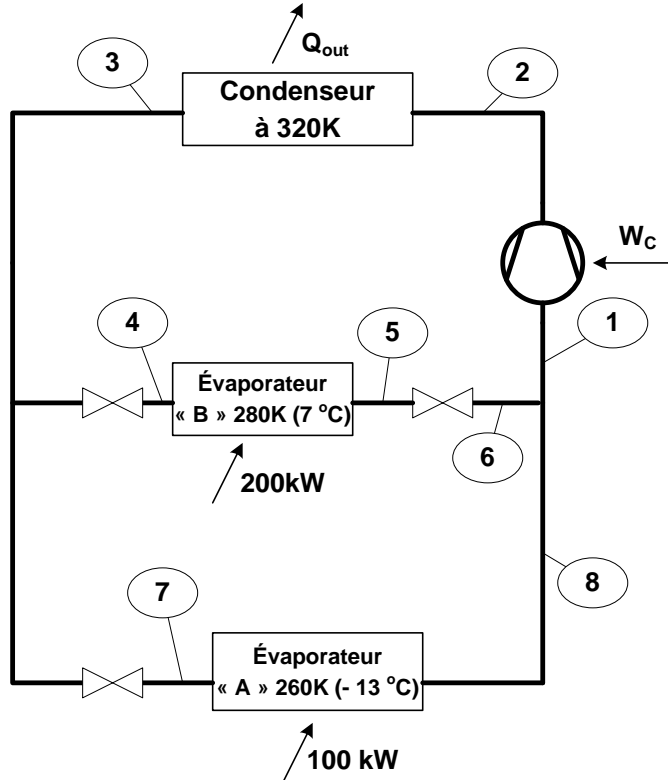 Q_out
3
2
Condenseur
à 320K
W_C
4
5
1
Évaporateur
« B » 280K (7 °C)
6
200kW
7
8
Évaporateur
« A » 260K (- 13 °C)
100 kW